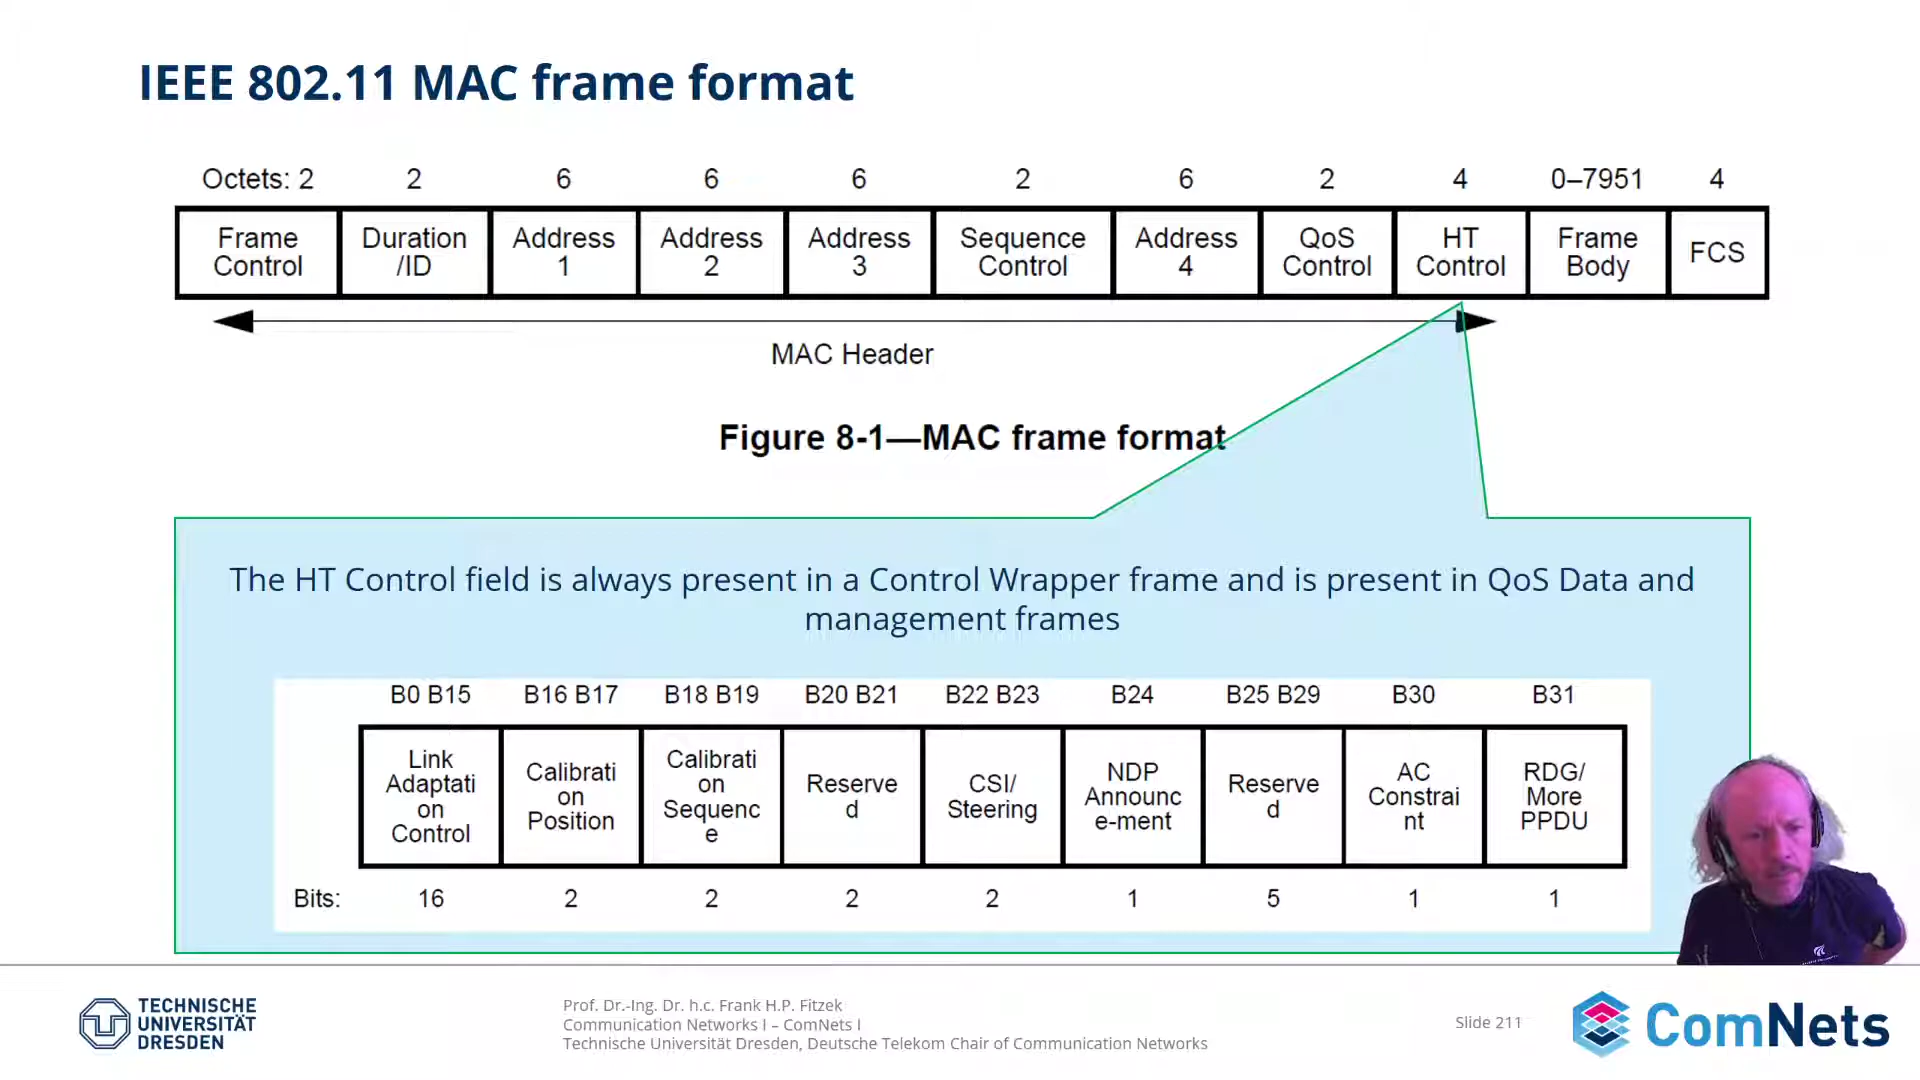 IEEE 802.11 MAC frame format
Octets: 2 2 6 6 6 2 6 2 4 0–7951 4
Frame Control
Duration /ID
Address 1
Address 2
Address 3
Sequence Control
Address 4
QoS Control
HT Control
Frame Body
FCS
MAC Header
Figure 8-1—MAC frame format
The HT Control field is always present in a Control Wrapper frame and is present in QoS Data and
management frames
B0 B15 B16 B17 B18 B19 B20 B21 B22 B23 B24 B25 B29 B30 B31
Link
Adaptati
on
Control
Calibrati
on
Position
Calibrati
on
Sequenc
e
Reserve
d
CSI/
Steering
NDP
Announc
e-ment
Reserve
d
AC
Constrai
nt
RDG/
More
PPDU
Bits: 16 2 2 2 2 1 5 1 1
TECHNISCHE
UNIVERSITÄT
DRESDEN
Prof. Dr.-Ing. Dr. h.c. Frank H.P. Fitzek
Communication Networks I – ComNets I
Technische Universität Dresden, Deutsche Telekom Chair of Communication Networks
Slide 211
ComNets